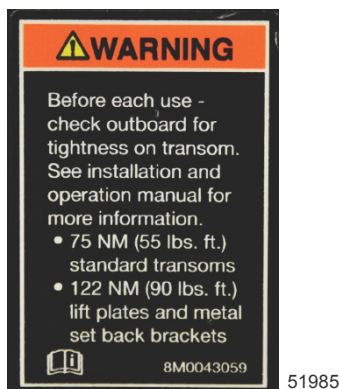 WARNING
Before each use -
check outboard for
tightness on transom.
See installation and
operation manual for
more information.
• 75 NM (55 lbs. ft.)
standard transoms
• 122 NM (90 lbs. ft.)
lift plates and metal
set back brackets
8M0043059
51985